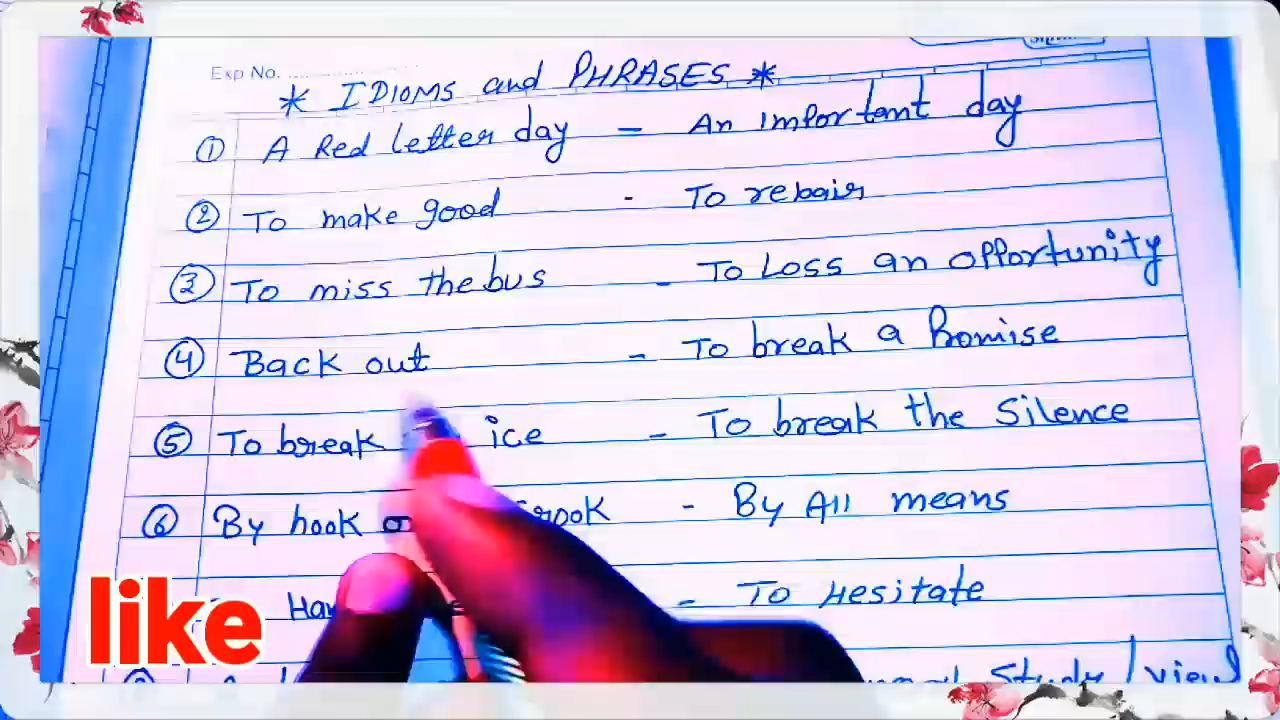 Exp No.
* IDioms and PHRASES *
① A Red letter day – An important day
② To make good - To repair
③ To miss the bus - To Loss an opportunity
④ Back out - To break a Promise
⑤ To break ice - To break the Silence
⑥ By hook - By All means
- To Hesitate
Study/view
like